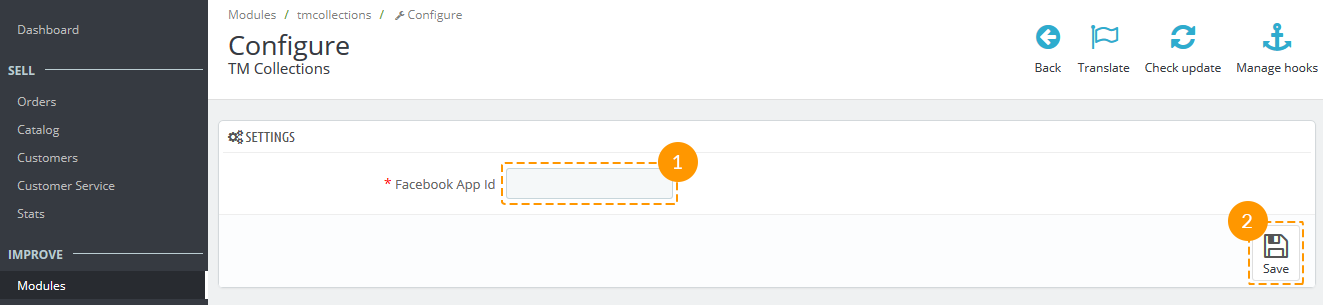 Dashboard
SELL
Orders
Catalog
Customers
Customer Service
Stats
IMPROVE
Modules
Modules / tmcollections / Configure
Configure
TM Collections
Back Translate Check update Manage hooks
SETTINGS
1
* Facebook App Id
2
Save